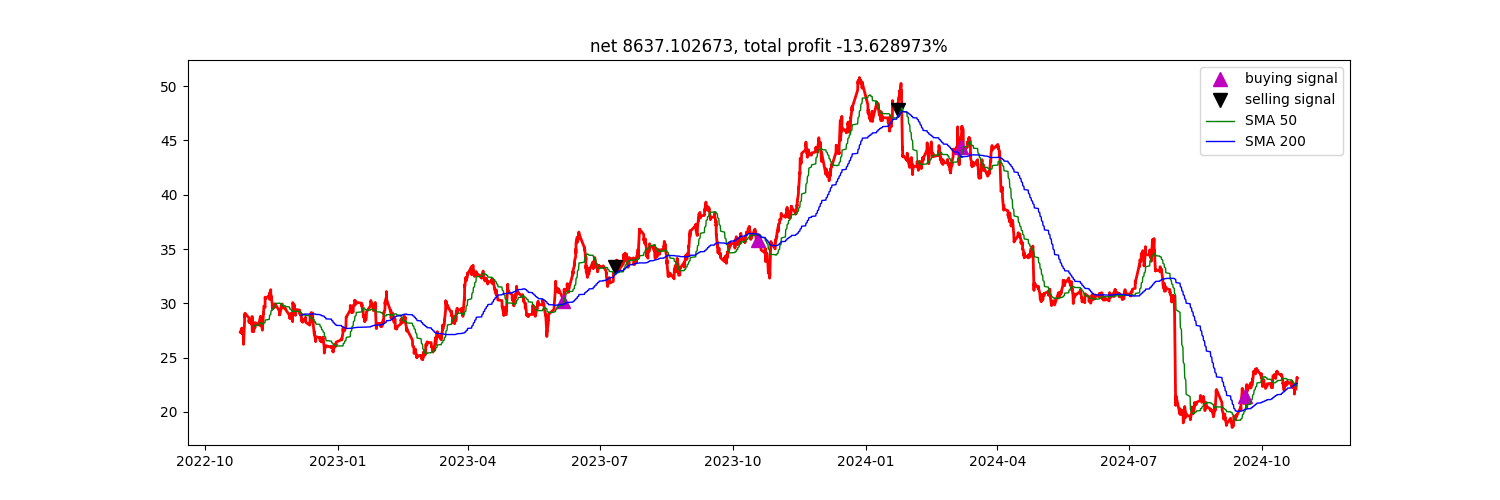 net 8637.102673, total profit -13.628973%
buying signal
selling signal
SMA 50
SMA 200
50
45
40
35
30
25
20
2022-10 2023-01 2023-04 2023-07 2023-10 2024-01 2024-04 2024-07 2024-10